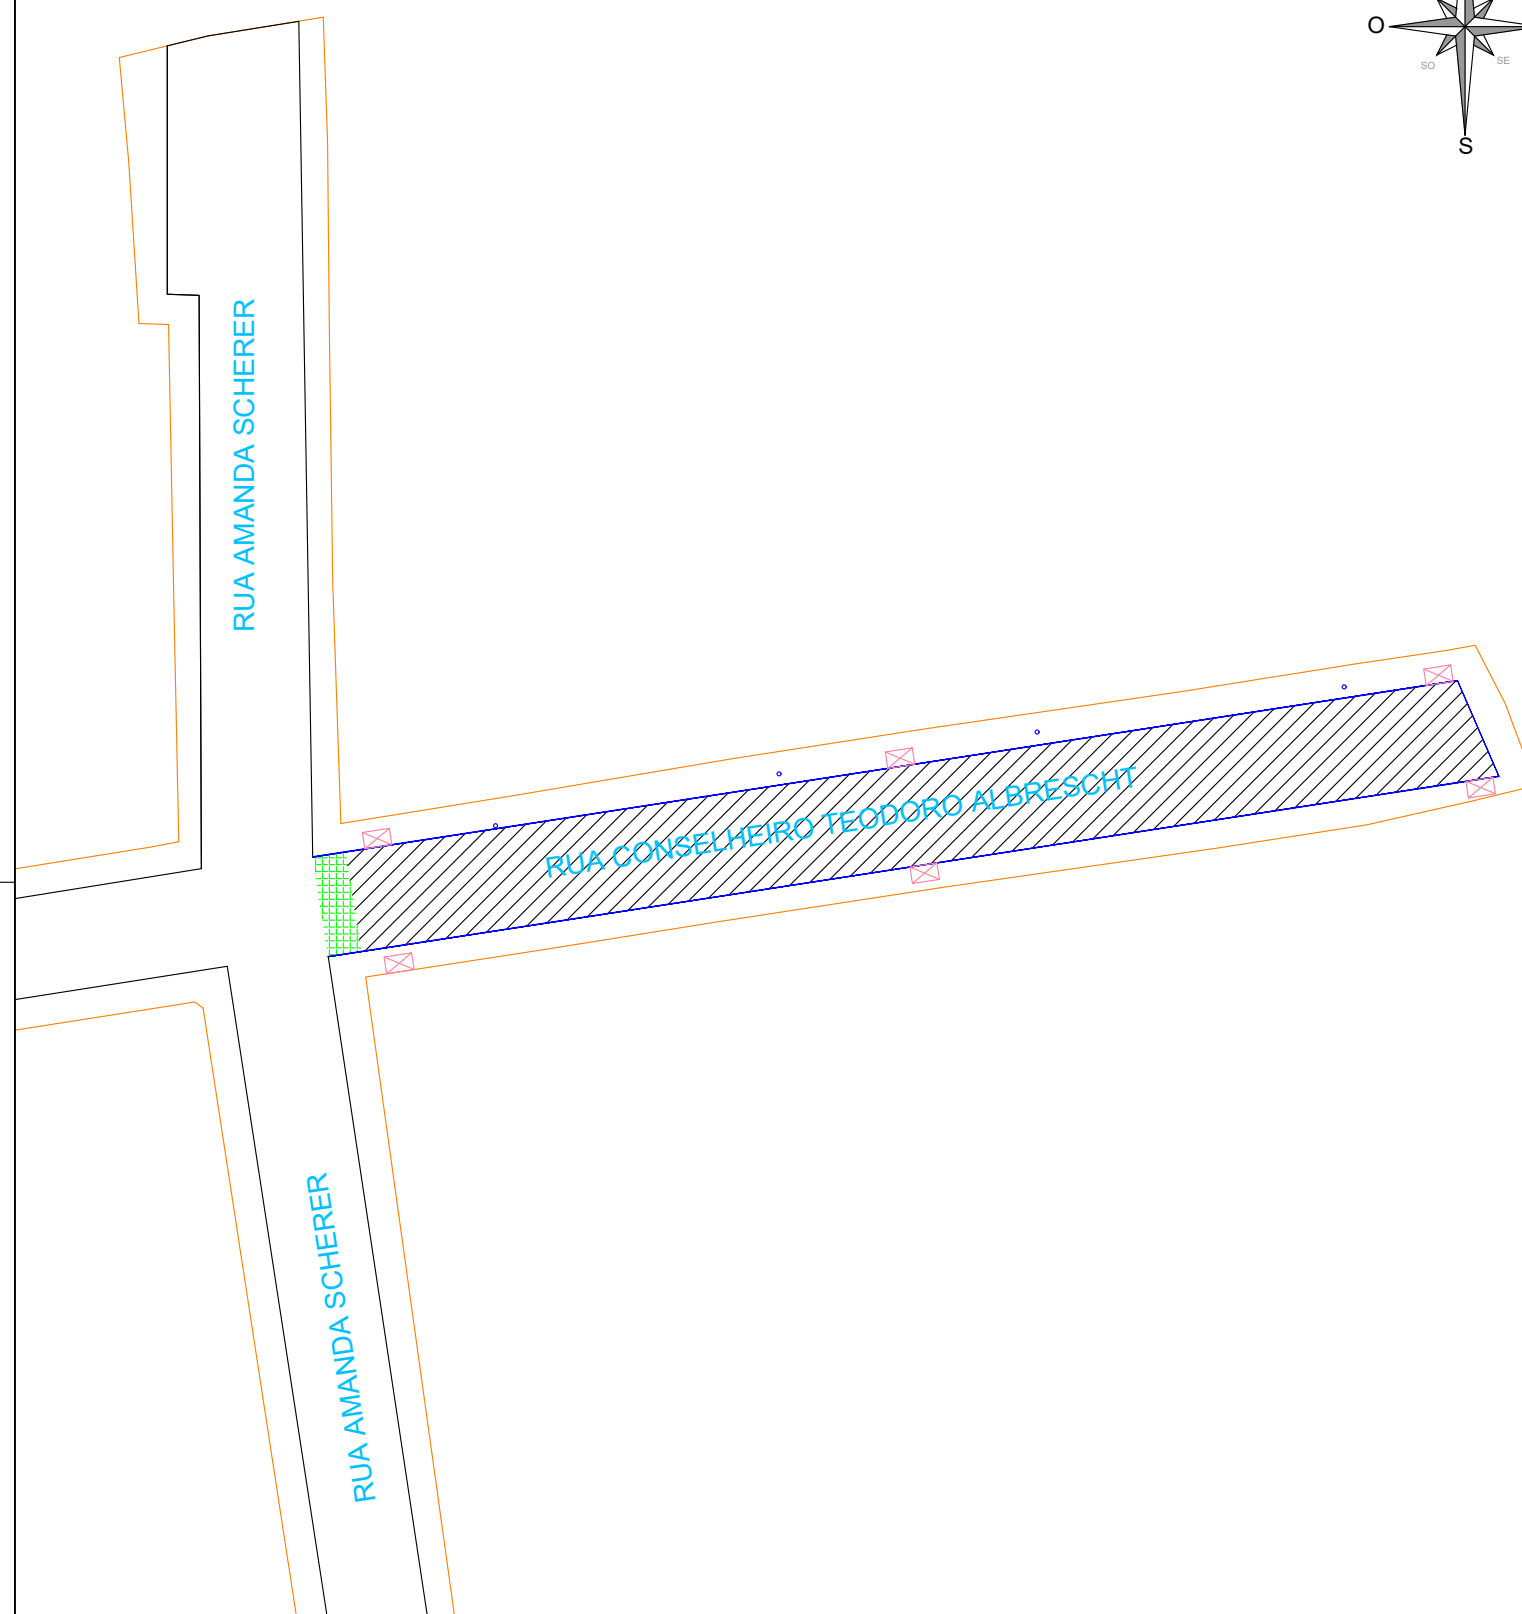 O
SO
SE
S
RUA AMANDA SCHERER
RUA CONSELHEIRO TEODORO ALBRESCHT
RUA AMANDA SCHERER